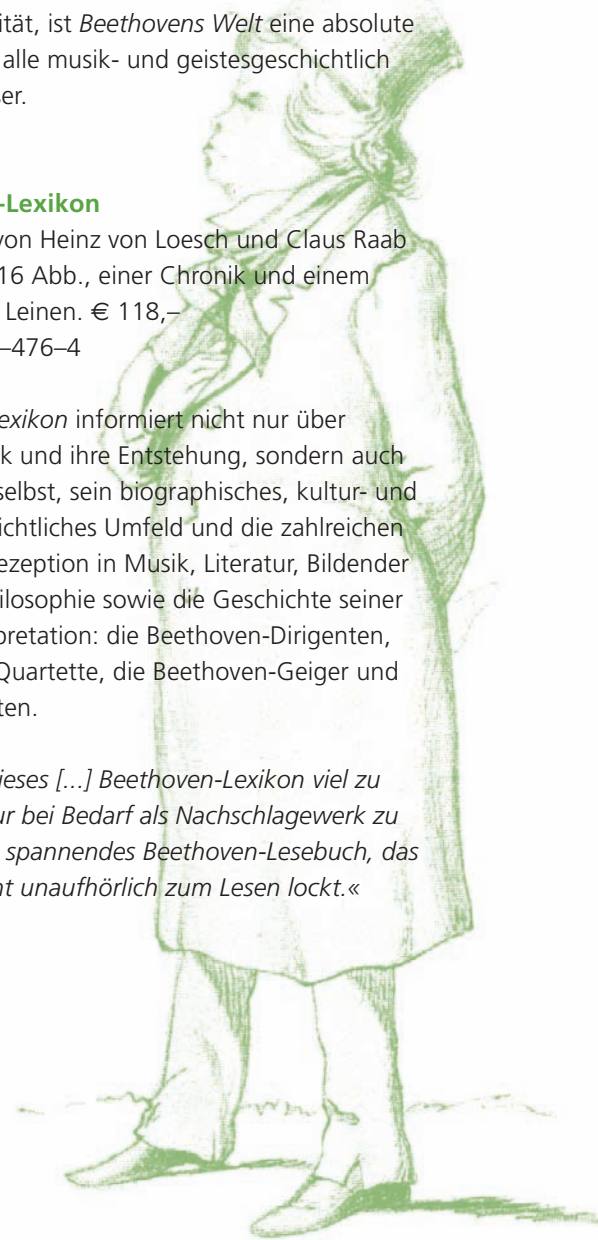 ität, ist Beethovens Welt eine absolute
alle musik- und geistesgeschichtlich
ser.
-Lexikon
von Heinz von Loesch und Claus Raab
16 Abb., einer Chronik und einem
Leinen. € 118,–
–476–4
exikon informiert nicht nur über
k und ihre Entstehung, sondern auch
selbst, sein biographisches, kultur- und
ichtliches Umfeld und die zahlreichen
ezeption in Musik, Literatur, Bildender
ilosophie sowie die Geschichte seiner
pretation: die Beethoven-Dirigenten,
Quartette, die Beethoven-Geiger und
ten.
ieses [...] Beethoven-Lexikon viel zu
ur bei Bedarf als Nachschlagewerk zu
spannendes Beethoven-Lesebuch, das
nt unaufhörlich zum Lesen lockt.«